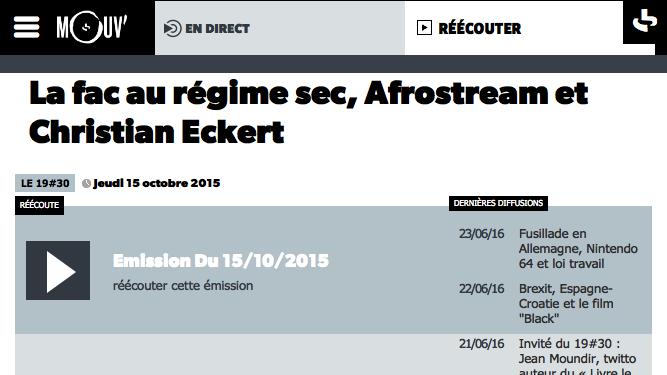 MOUV'
EN DIRECT
RÉÉCOUTER
La fac au régime sec, Afrostream et
Christian Eckert
LE 19#30
Jeudi 15 octobre 2015
RÉÉCOUTE
Emission Du 15/10/2015
réécouter cette émission
DERNIÈRES DIFFUSIONS
23/06/16 Fusillade en
Allemagne, Nintendo
64 et loi travail
22/06/16 Brexit, Espagne-
Croatie et le film
"Black"
21/06/16 Invité du 19#30 :
Jean Moundir, twitto
auteur du « Livre le